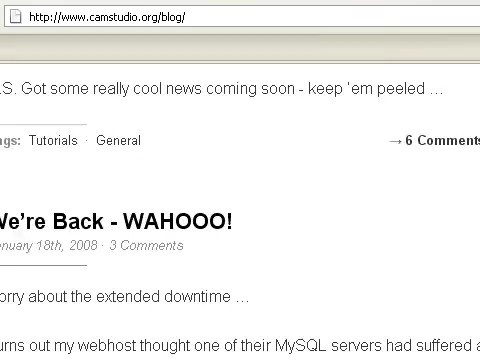 http://www.camstudio.org/blog/
.S. Got some really cool news coming soon - keep 'em peeled ...
ngs: Tutorials · General → 6 Comments
We're Back - WAHOOO!
anuary 18th, 2008 · 3 Comments
orry about the extended downtime ...
urns out my webhost thought one of their MySQL servers had suffered a